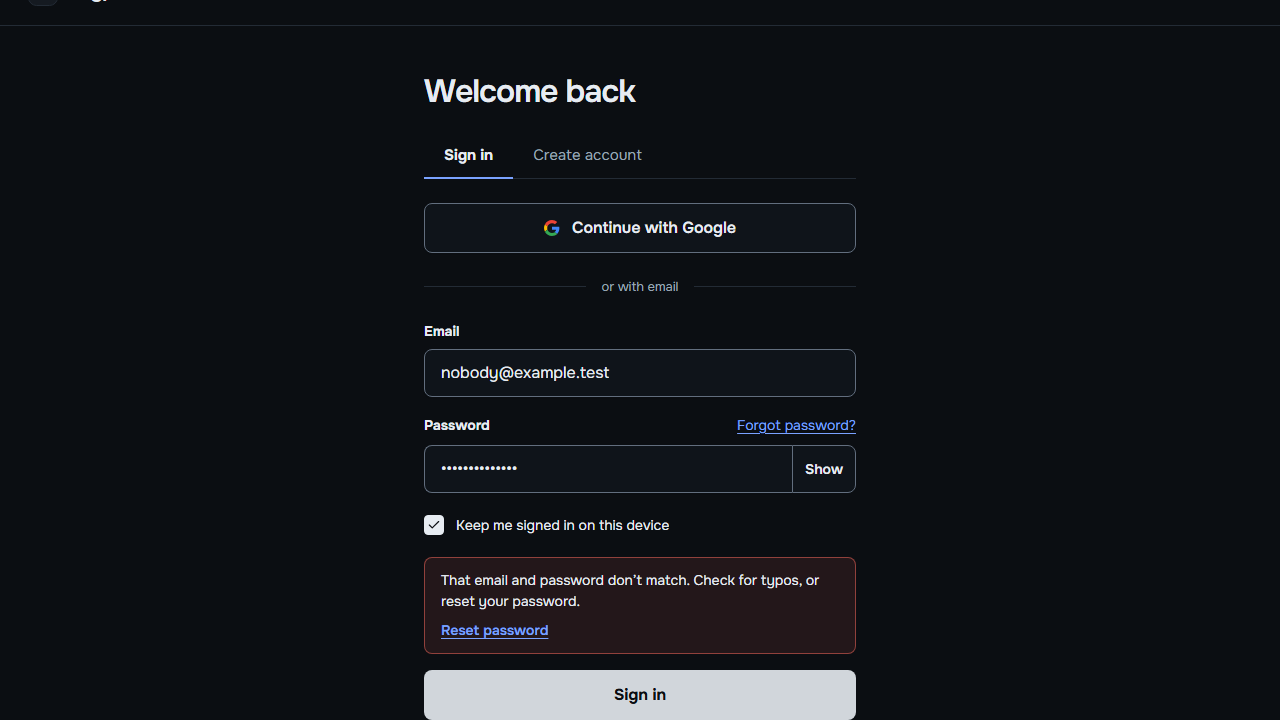 Welcome back
Sign in
Create account
Continue with Google
or with email
Email
nobody@example.test
Password
Forgot password?
••••••••••••••
Show
Keep me signed in on this device
That email and password don’t match. Check for typos, or
reset your password.
Reset password
Sign in